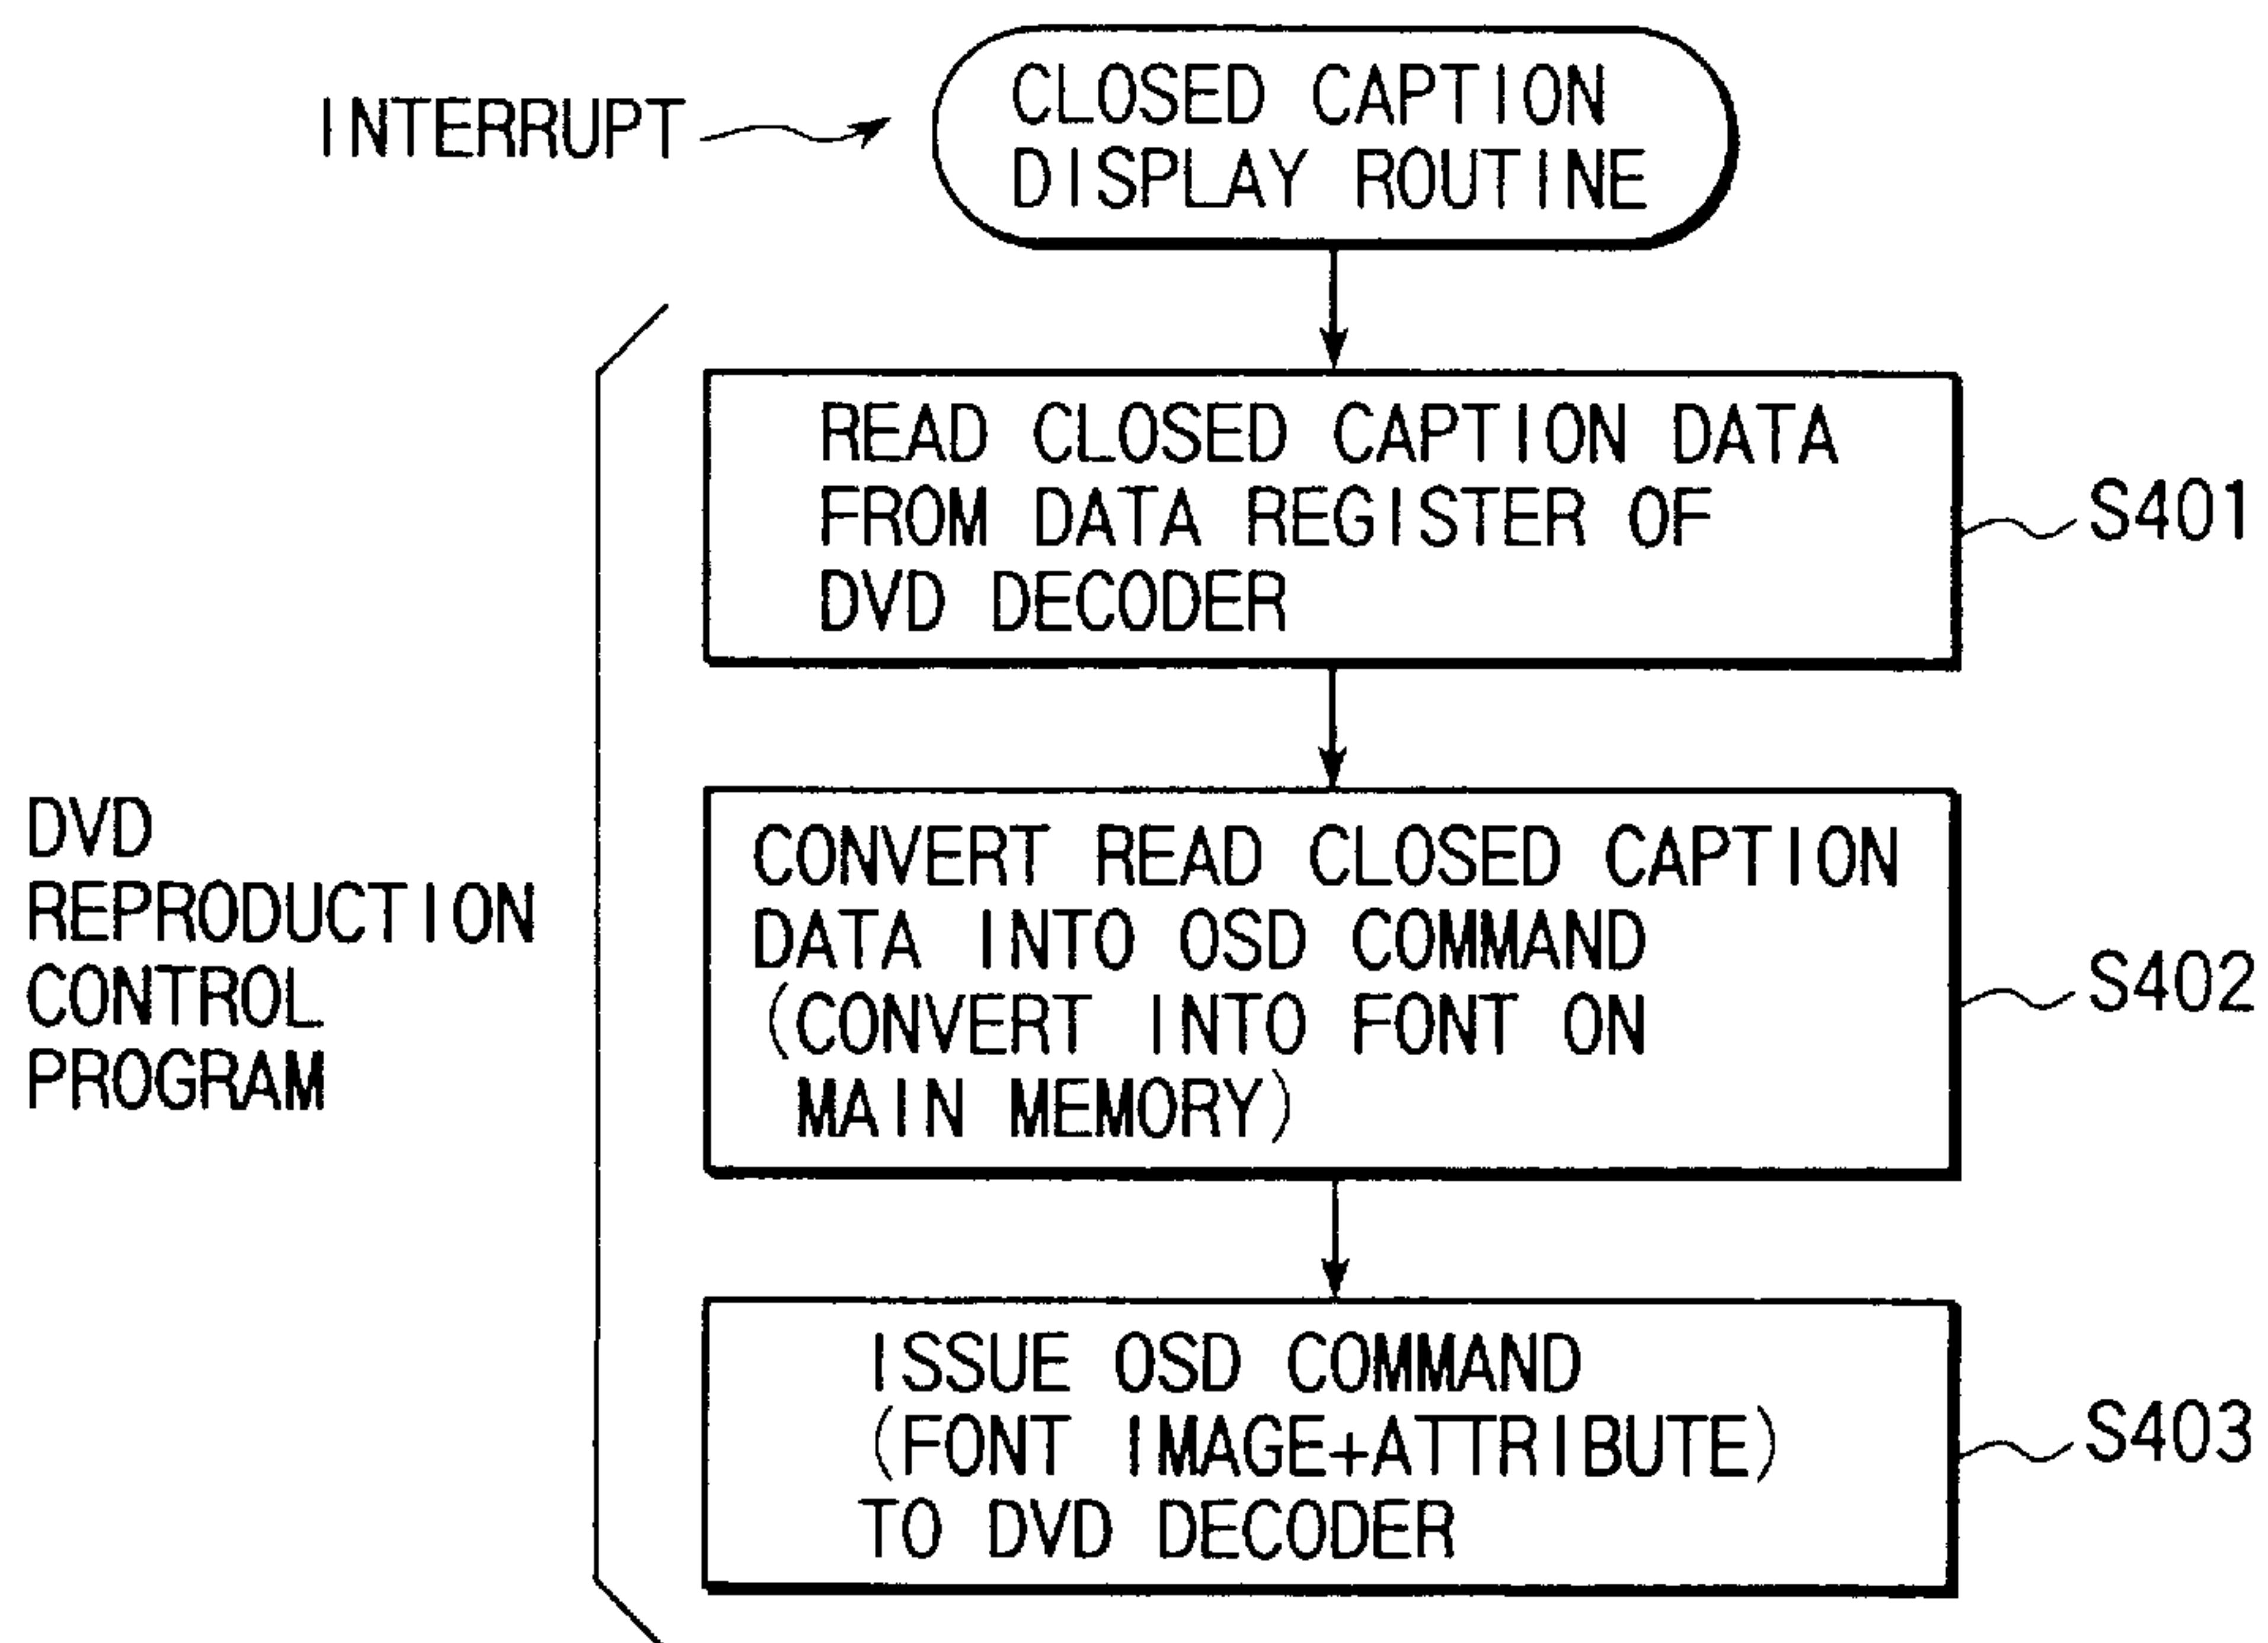 INTERRUPT
CLOSED CAPTION
DISPLAY ROUTINE
READ CLOSED CAPTION DATA
FROM DATA REGISTER OF
DVD DECODER
S401
DVD
REPRODUCTION
CONTROL
PROGRAM
CONVERT READ CLOSED CAPTION
DATA INTO OSD COMMAND
(CONVERT INTO FONT ON
MAIN MEMORY)
S402
ISSUE OSD COMMAND
(FONT IMAGE+ATTRIBUTE)
TO DVD DECODER
S403